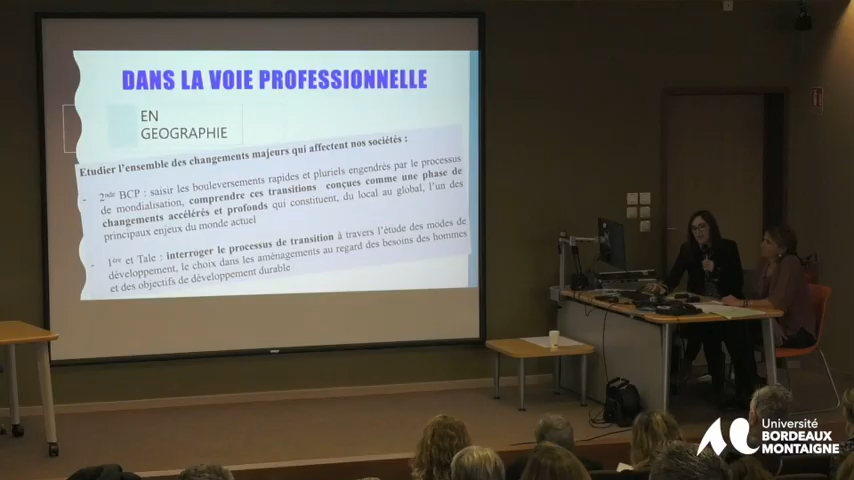 DANS LA VOIE PROFESSIONNELLE
EN
GEOGRAPHIE
Etudier l'ensemble des changements majeurs qui affectent nos sociétés :
- 2nde BCP : saisir les bouleversements rapides et pluriels engendrés par le processus
de mondialisation, comprendre ces transitions conçues comme une phase de
changements accélérés et profonds qui constituent, du local au global, l'un des
principaux enjeux du monde actuel
- 1ère et Tale : interroger le processus de transition à travers l'étude des modes de
développement, le choix dans les aménagements au regard des besoins des hommes
et des objectifs de développement durable
Université
BORDEAUX
MONTAIGNE